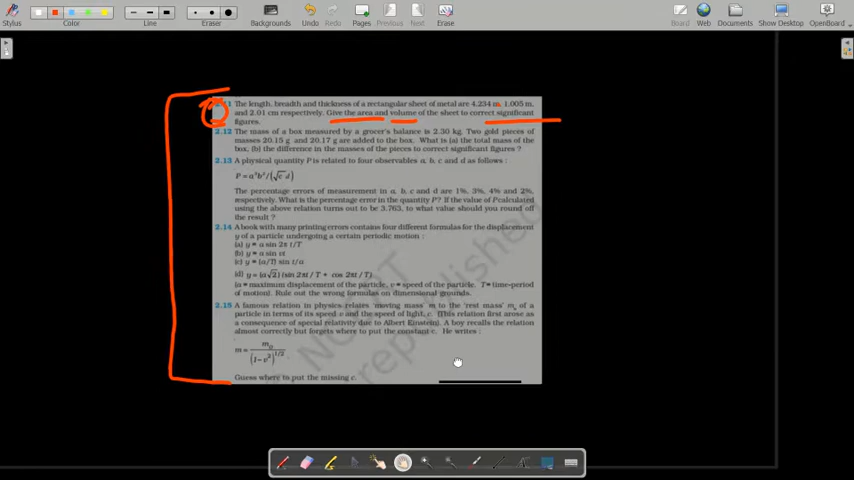 Stylus
Color
Line
Eraser
Backgrounds
Undo
Redo
Pages
Previous
Next
Erase
Board
Web
Documents
Show Desktop
OpenBoard
2.11 The length, breadth and thickness of a rectangular sheet of metal are 4.234 m, 1.005 m,
and 2.01 cm respectively. Give the area and volume of the sheet to correct significant
figures.
2.12 The mass of a box measured by a grocer's balance is 2.30 kg. Two gold pieces of
masses 20.15 g and 20.17 g are added to the box. What is (a) the total mass of the
box, (b) the difference in the masses of the pieces to correct significant figures ?
2.13 A physical quantity P is related to four observables a, b, c and d as follows :
P = a³b²/(√c d)
The percentage errors of measurement in a, b, c and d are 1%, 3%, 4% and 2%,
respectively. What is the percentage error in the quantity P? If the value of P calculated
using the above relation turns out to be 3.763, to what value should you round off
the result ?
2.14 A book with many printing errors contains four different formulas for the displacement
y of a particle undergoing a certain periodic motion :
(a) y = a sin 2π t/T
(b) y = a sin vt
(c) y = (a/T) sin t/a
(d) y = (a√2) (sin 2πt / T + cos 2πt / T )
(a = maximum displacement of the particle, v = speed of the particle. T = time-period
of motion). Rule out the wrong formulas on dimensional grounds.
2.15 A famous relation in physics relates 'moving mass' m to the 'rest mass' m₀ of a
particle in terms of its speed v and the speed of light, c. (This relation first arose as
a consequence of special relativity due to Albert Einstein). A boy recalls the relation
almost correctly but forgets where to put the constant c. He writes :
m = m₀ / (1−v²)^1/2 .
Guess where to put the missing c.